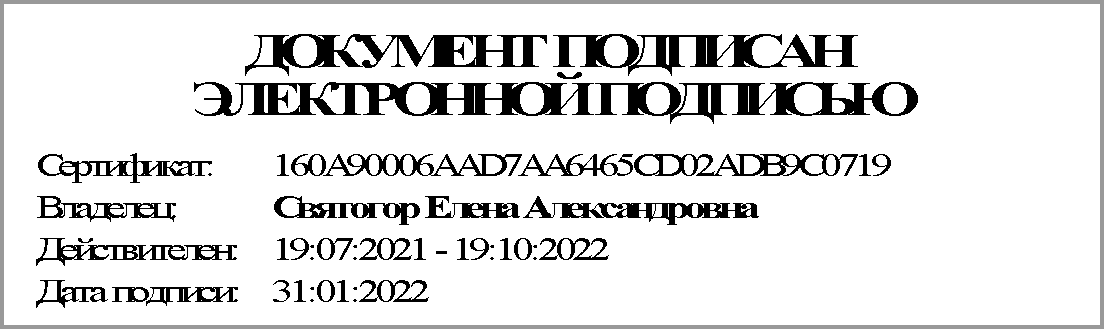 ДОКУМЕНТ ПОДПИСАН
ЭЛЕКТРОННОЙ ПОДПИСЬЮ
Сертификат: 160A90006AAD7AA6465CD02ADB9C0719
Владелец: Святогор Елена Александровна
Действителен: 19:07:2021 - 19:10:2022
Дата подписи: 31:01:2022